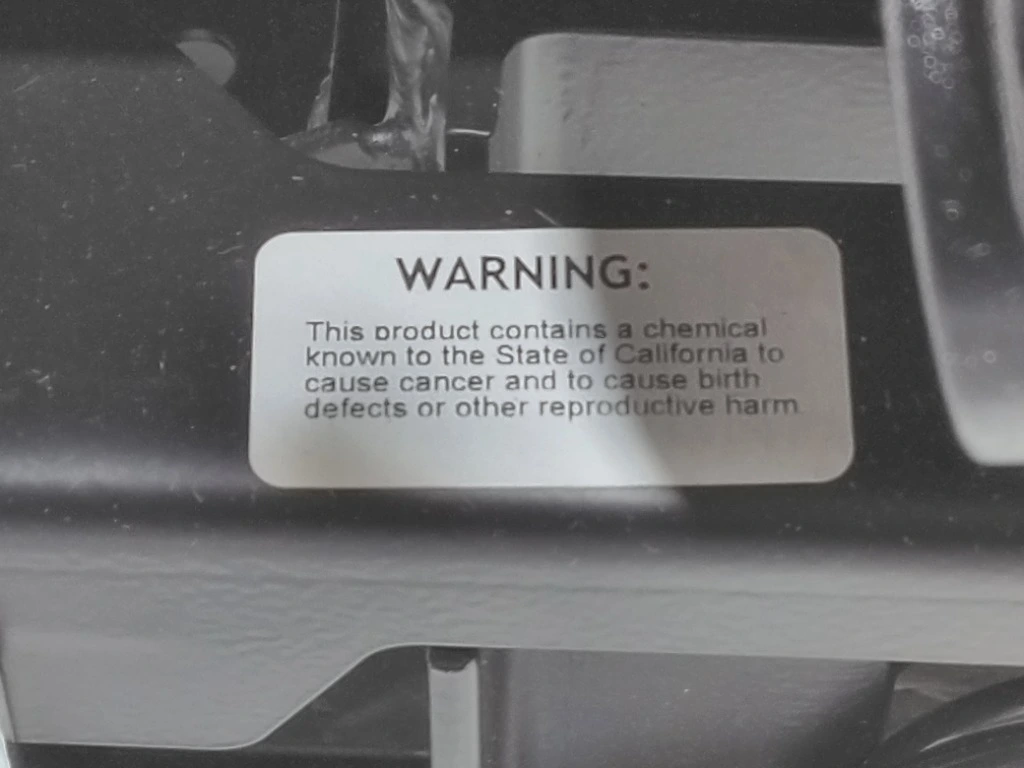 WARNING:
This product contains a chemical
known to the State of California to
cause cancer and to cause birth
defects or other reproductive harm